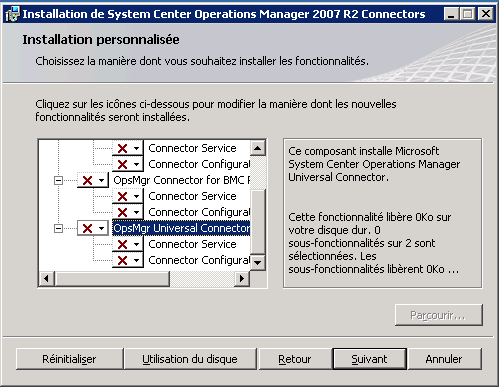 Installation de System Center Operations Manager 2007 R2 Connectors
Installation personnalisée
Choisissez la manière dont vous souhaitez installer les fonctionnalités.
Cliquez sur les icônes ci-dessous pour modifier la manière dont les nouvelles
fonctionnalités seront installées.
Connector Service
Connector Configurat
OpsMgr Connector for BMC
Connector Service
Connector Configurat
OpsMgr Universal Connector
Connector Service
Connector Configurat
Ce composant installe Microsoft
System Center Operations Manager
Universal Connector.
Cette fonctionnalité libère 0Ko sur
votre disque dur. 0
sous-fonctionnalités sur 2 sont
sélectionnées. Les
sous-fonctionnalités libèrent 0Ko ...
Parcourir...
Réinitialiser
Utilisation du disque
Retour
Suivant
Annuler